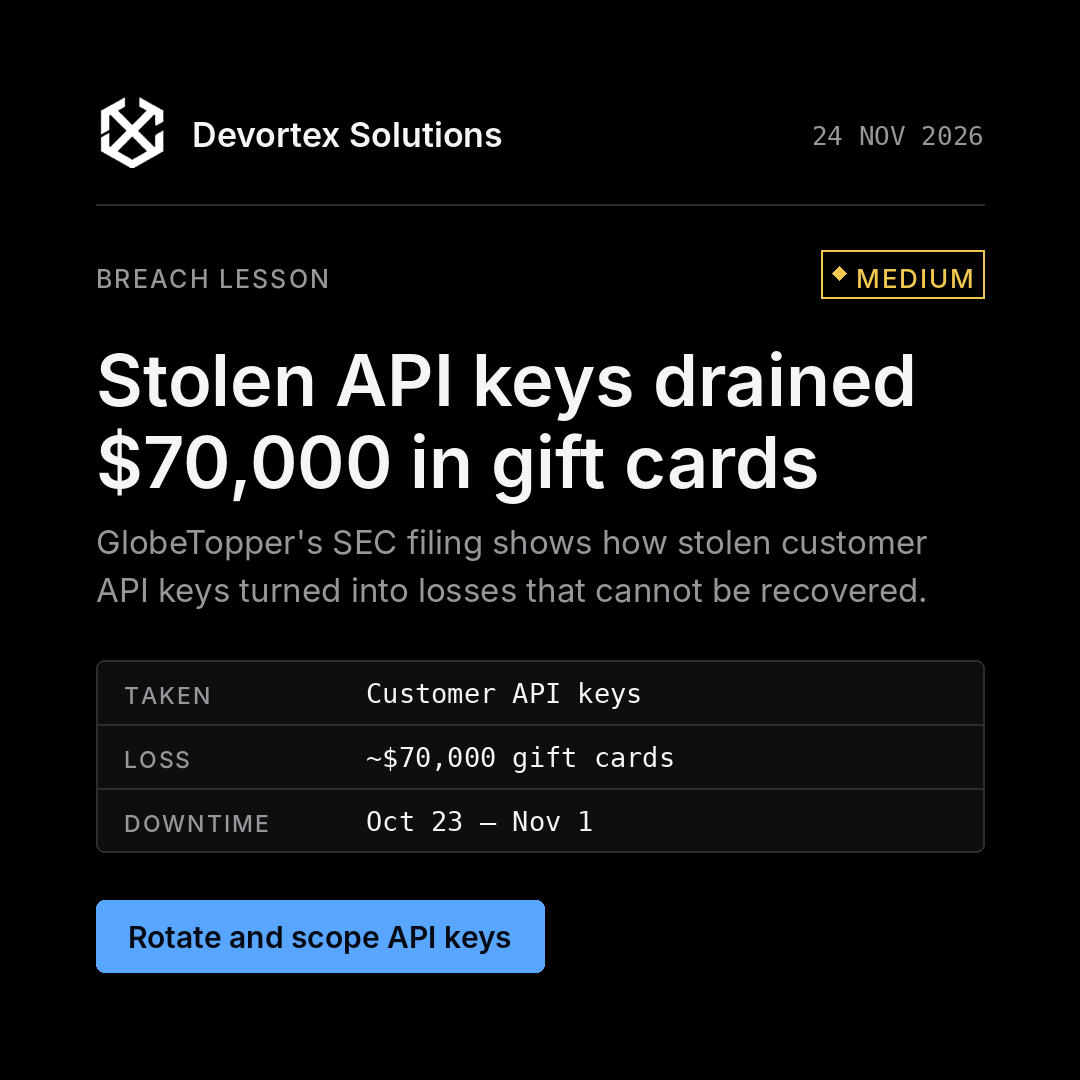 Devortex Solutions
24 NOV 2026
BREACH LESSON
MEDIUM
Stolen API keys drained
$70,000 in gift cards
GlobeTopper's SEC filing shows how stolen customer
API keys turned into losses that cannot be recovered.
TAKEN Customer API keys
LOSS ~$70,000 gift cards
DOWNTIME Oct 23 — Nov 1
Rotate and scope API keys